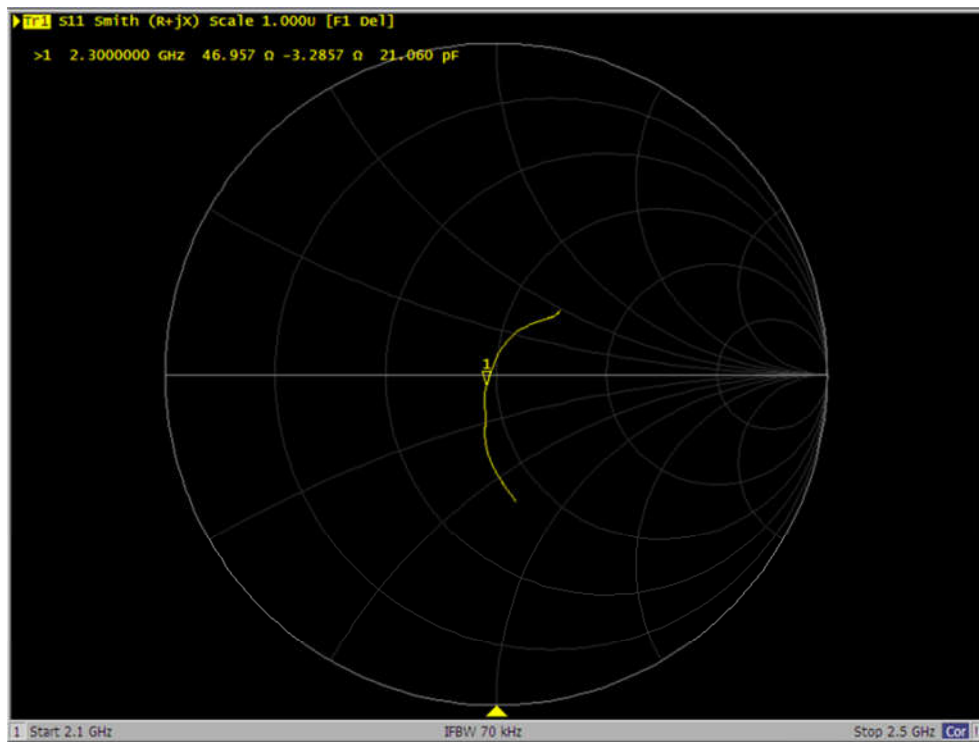 Tr1 S11 Smith (R+jX) Scale 1.000U [F1 Del]
>1 2.3000000 GHz 46.957 Ω -3.2857 Ω 21.060 pF
1
1 Start 2.1 GHz IFBW 70 kHz Stop 2.5 GHz Cor